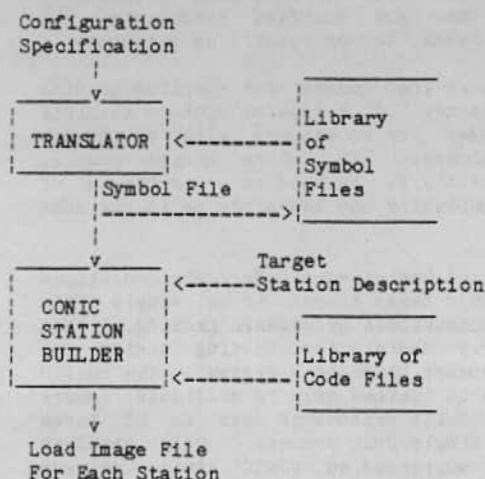 Configuration
Specification
TRANSLATOR
Library
of
Symbol
Files
Symbol File
Target
Station Description
CONIC
STATION
BUILDER
Library of
Code Files
Load Image File
For Each Station